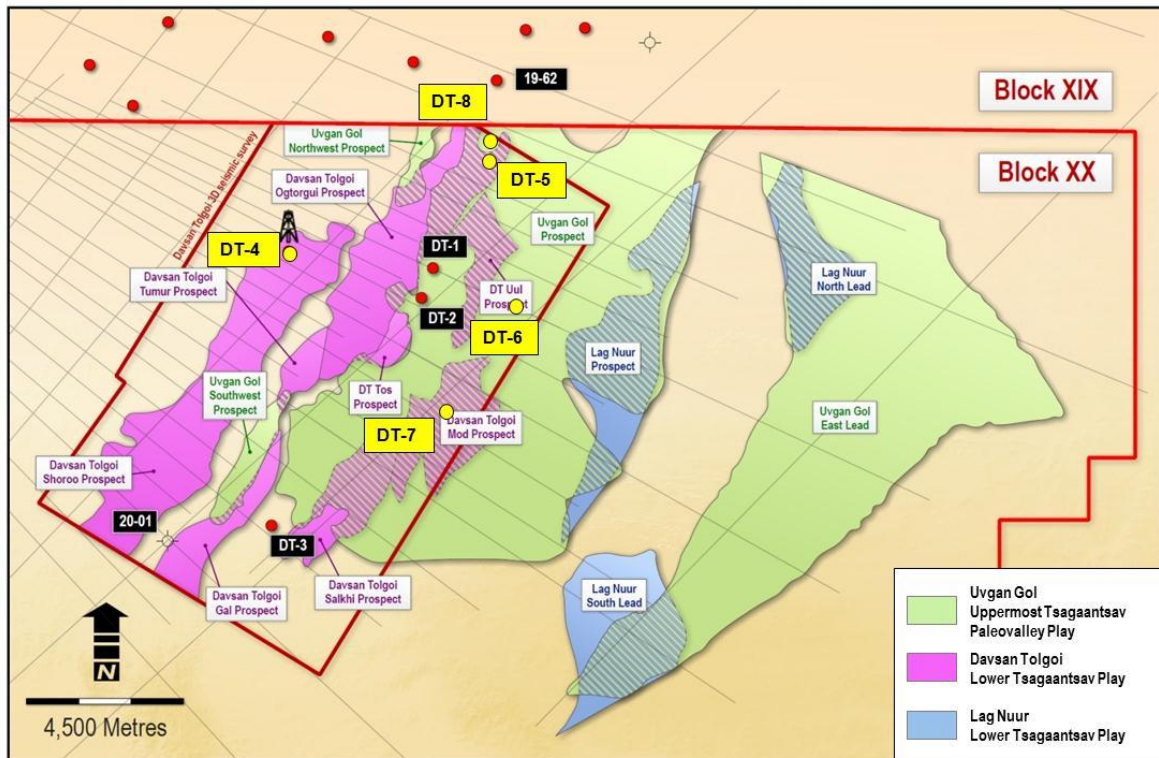 19-62
Block XIX
DT-8
Uvgan Gol
Northwest Prospect
Block XX
Davsan Tolgoi 3D seismic survey
Davsan Tolgoi
Ogtorgui Prospect
DT-5
Uvgan Gol
Prospect
DT-4
DT-1
Davsan Tolgoi
Tumur Prospect
DT Uul
Prospect
Lag Nuur
North Lead
DT-2
DT-6
Lag Nuur
Prospect
Uvgan Gol
Southwest
Prospect
DT Tos
Prospect
Uvgan Gol
East Lead
DT-7
Davsan Tolgoi
Mod Prospect
Davsan Tolgoi
Shoroo Prospect
20-01
DT-3
Davsan Tolgoi
Gal Prospect
Davsan Tolgoi
Salkhi Prospect
Lag Nuur
South Lead
N
4,500 Metres
Uvgan Gol
Uppermost Tsagaantsav
Paleovalley Play
Davsan Tolgoi
Lower Tsagaantsav Play
Lag Nuur
Lower Tsagaantsav Play